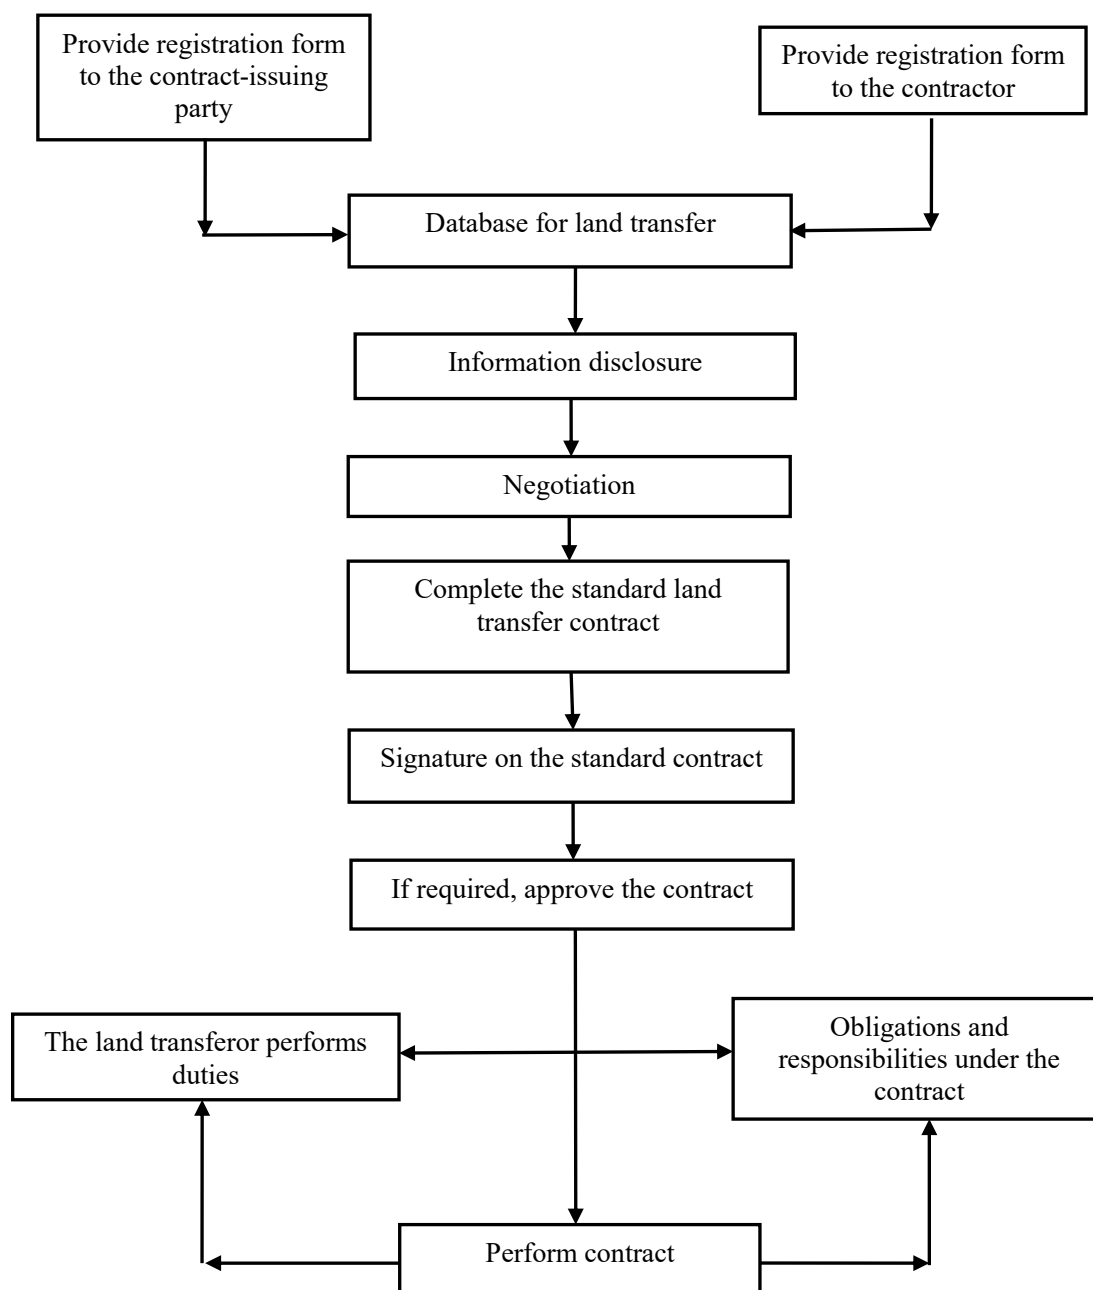 Provide registration form
to the contract-issuing
party
Provide registration form
to the contractor
Database for land transfer
Information disclosure
Negotiation
Complete the standard land
transfer contract
Signature on the standard contract
If required, approve the contract
The land transferor performs
duties
Obligations and
responsibilities under the
contract
Perform contract